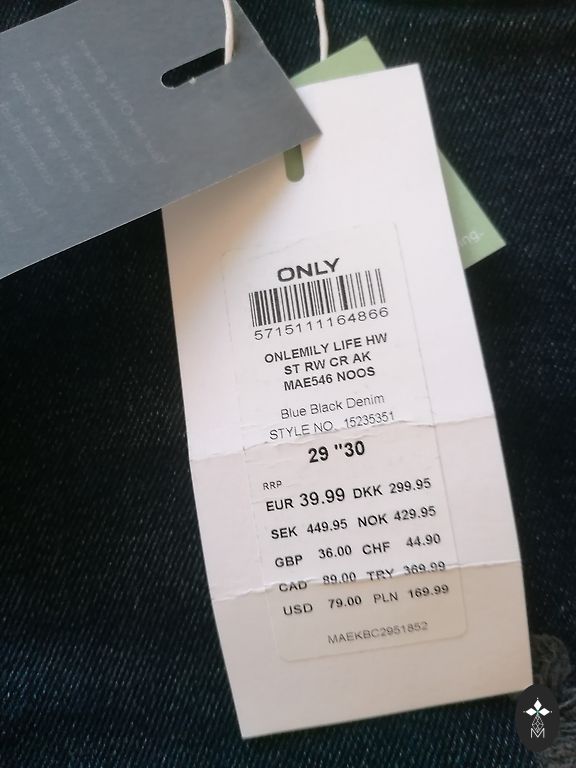 ing.
ONLY
5715111164866
ONLEMILY LIFE HW
ST RW CR AK
MAE546 NOOS
Blue Black Denim
STYLE NO. 15235351
29 "30
RRP
EUR 39.99 DKK 299.95
SEK 449.95 NOK 429.95
GBP 36.00 CHF 44.90
CAD 89.00 TRY 369.99
USD 79.00 PLN 169.99
MAEKBC2951852
M